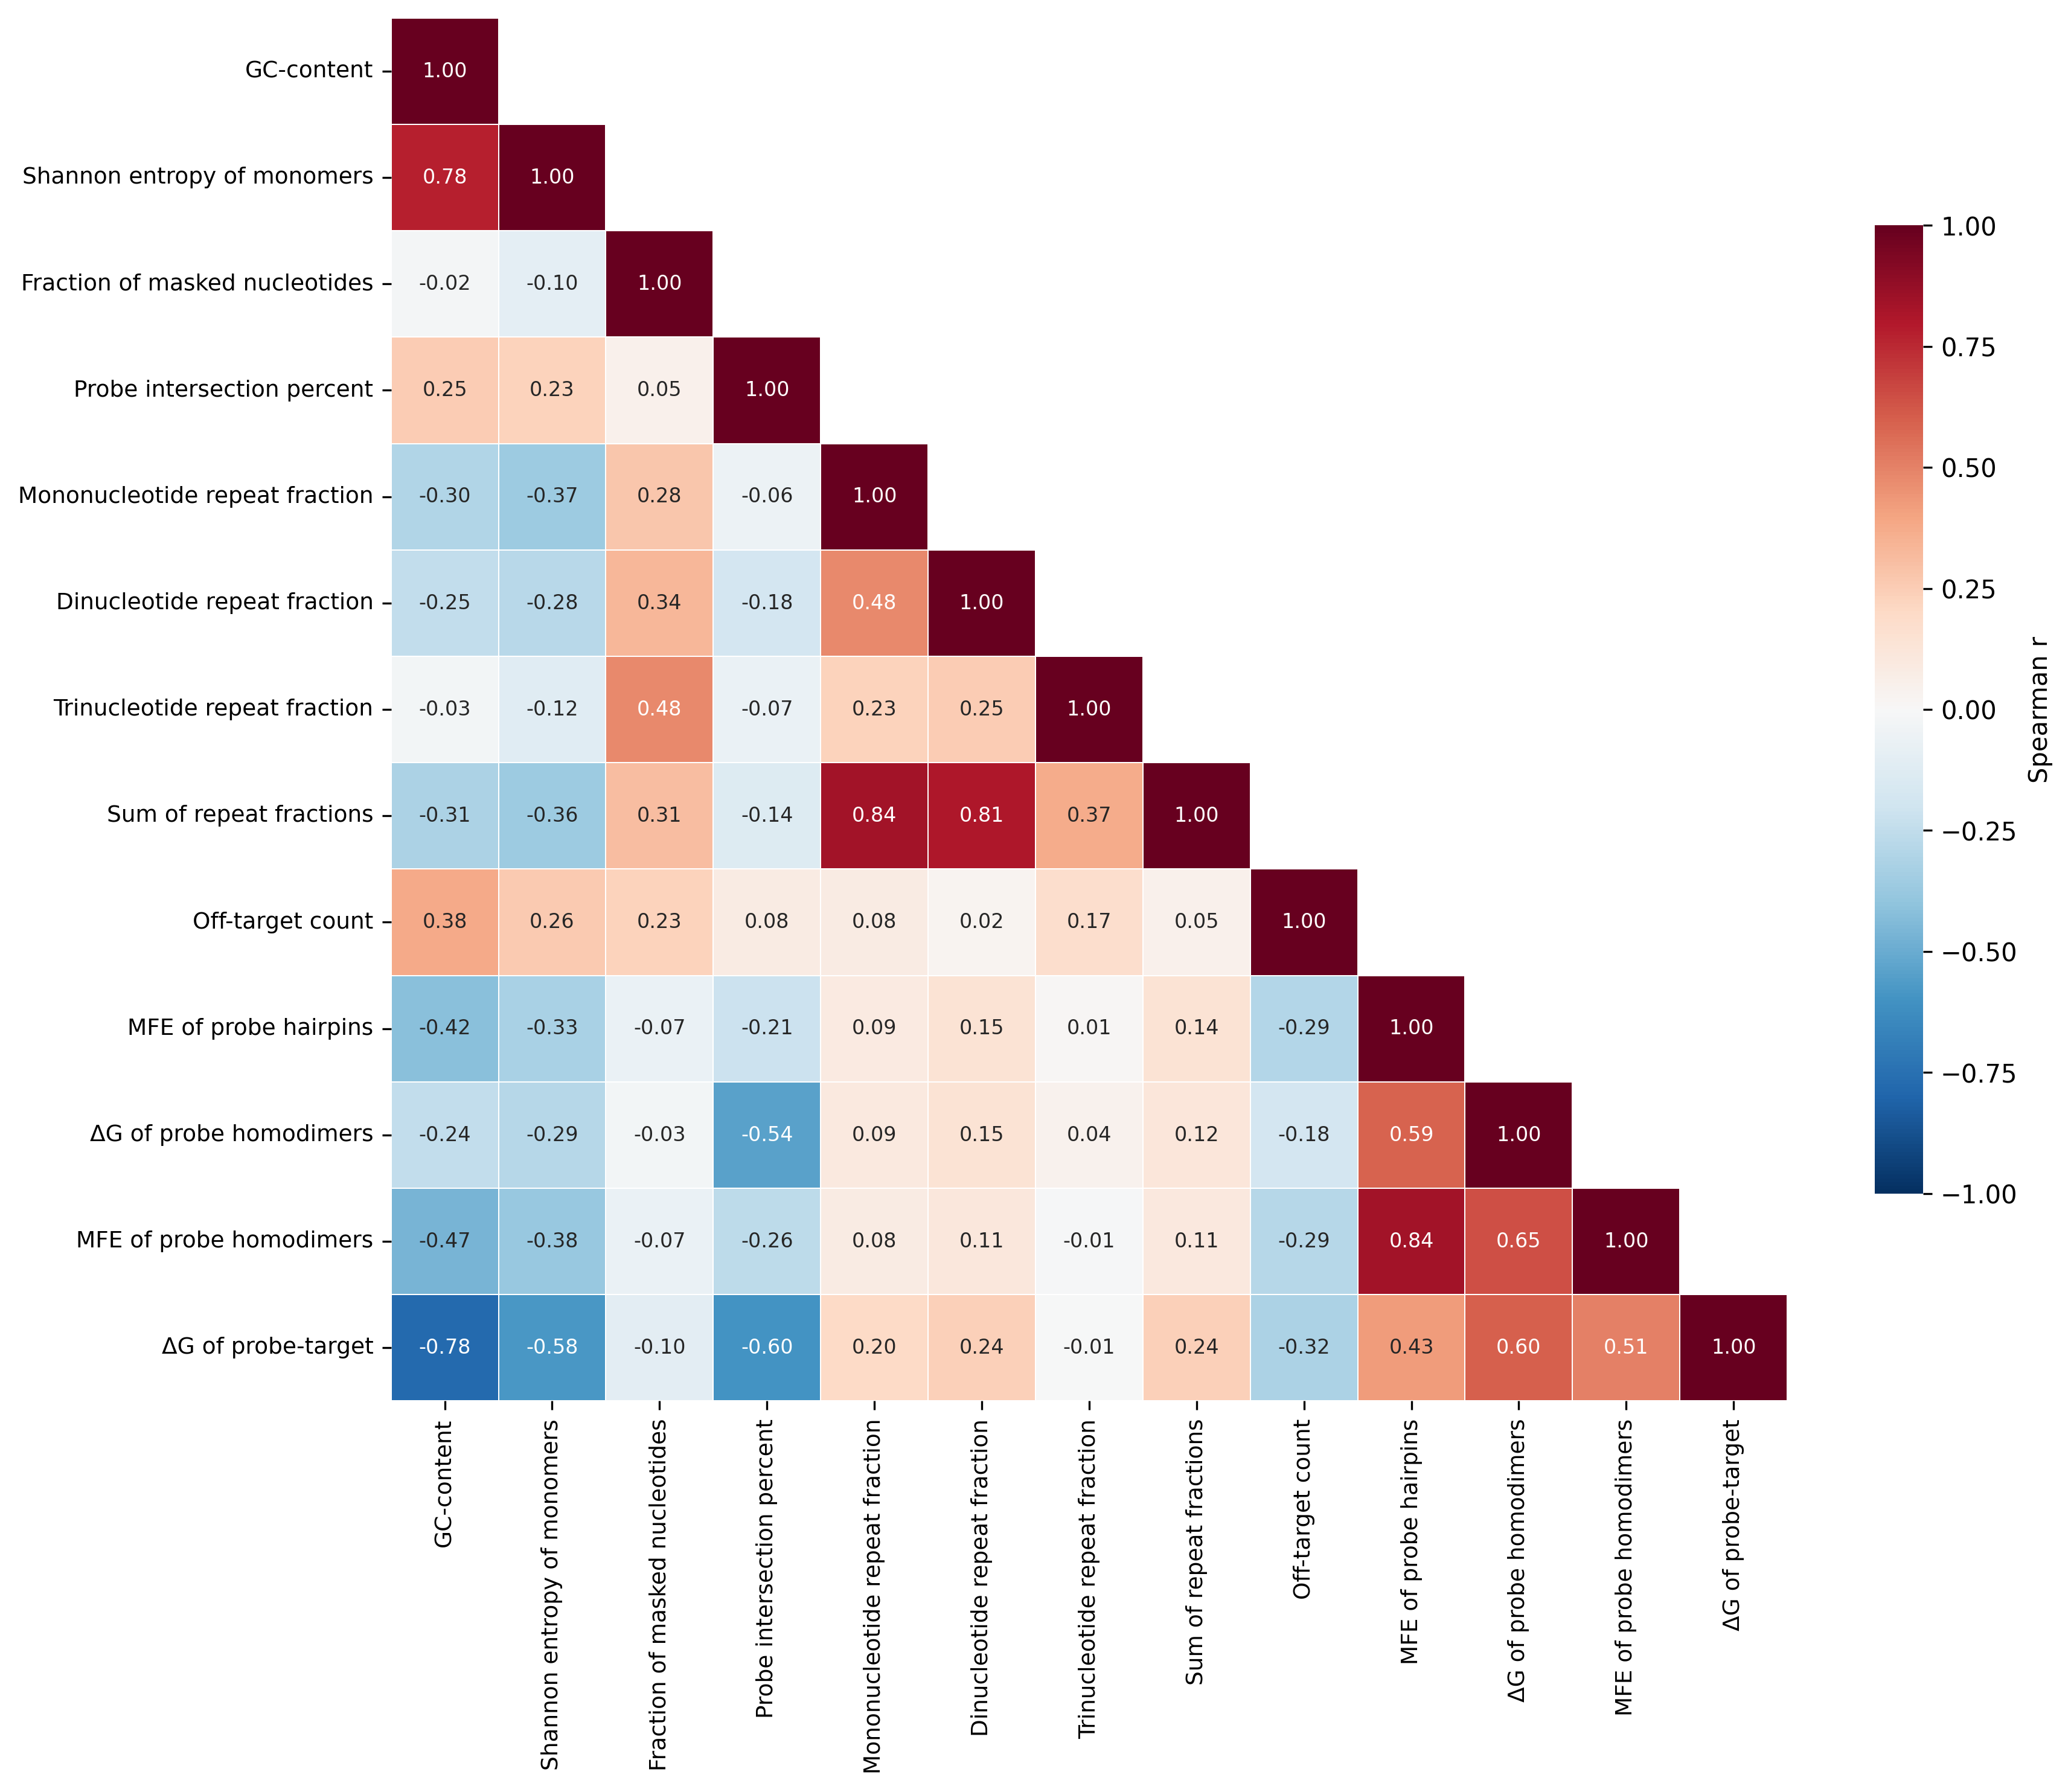 GC-content 1.00
Shannon entropy of monomers 0.78 1.00
Fraction of masked nucleotides -0.02 -0.10 1.00
Probe intersection percent 0.25 0.23 0.05 1.00
Mononucleotide repeat fraction -0.30 -0.37 0.28 -0.06 1.00
Dinucleotide repeat fraction -0.25 -0.28 0.34 -0.18 0.48 1.00
Trinucleotide repeat fraction -0.03 -0.12 0.48 -0.07 0.23 0.25 1.00
Sum of repeat fractions -0.31 -0.36 0.31 -0.14 0.84 0.81 0.37 1.00
Off-target count 0.38 0.26 0.23 0.08 0.08 0.02 0.17 0.05 1.00
MFE of probe hairpins -0.42 -0.33 -0.07 -0.21 0.09 0.15 0.01 0.14 -0.29 1.00
ΔG of probe homodimers -0.24 -0.29 -0.03 -0.54 0.09 0.15 0.04 0.12 -0.18 0.59 1.00
MFE of probe homodimers -0.47 -0.38 -0.07 -0.26 0.08 0.11 -0.01 0.11 -0.29 0.84 0.65 1.00
ΔG of probe-target -0.78 -0.58 -0.10 -0.60 0.20 0.24 -0.01 0.24 -0.32 0.43 0.60 0.51 1.00
GC-content
Shannon entropy of monomers
Fraction of masked nucleotides
Probe intersection percent
Mononucleotide repeat fraction
Dinucleotide repeat fraction
Trinucleotide repeat fraction
Sum of repeat fractions
Off-target count
MFE of probe hairpins
ΔG of probe homodimers
MFE of probe homodimers
ΔG of probe-target
1.00
0.75
0.50
0.25
0.00
−0.25
−0.50
−0.75
−1.00
Spearman r